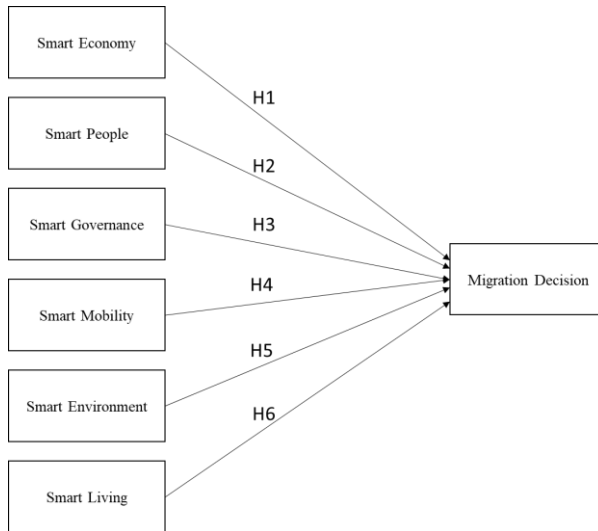 Smart Economy
H1
Smart People
H2
Smart Governance
H3
Migration Decision
Smart Mobility
H4
Smart Environment
H5
Smart Living
H6